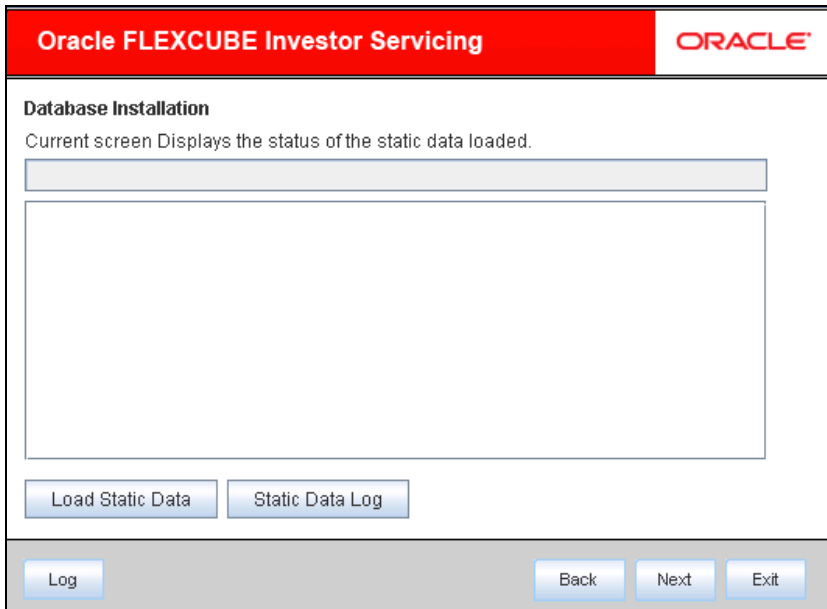 Oracle FLEXCUBE Investor Servicing
ORACLE
Database Installation
Current screen Displays the status of the static data loaded.
Load Static Data
Static Data Log
Log
Back
Next
Exit